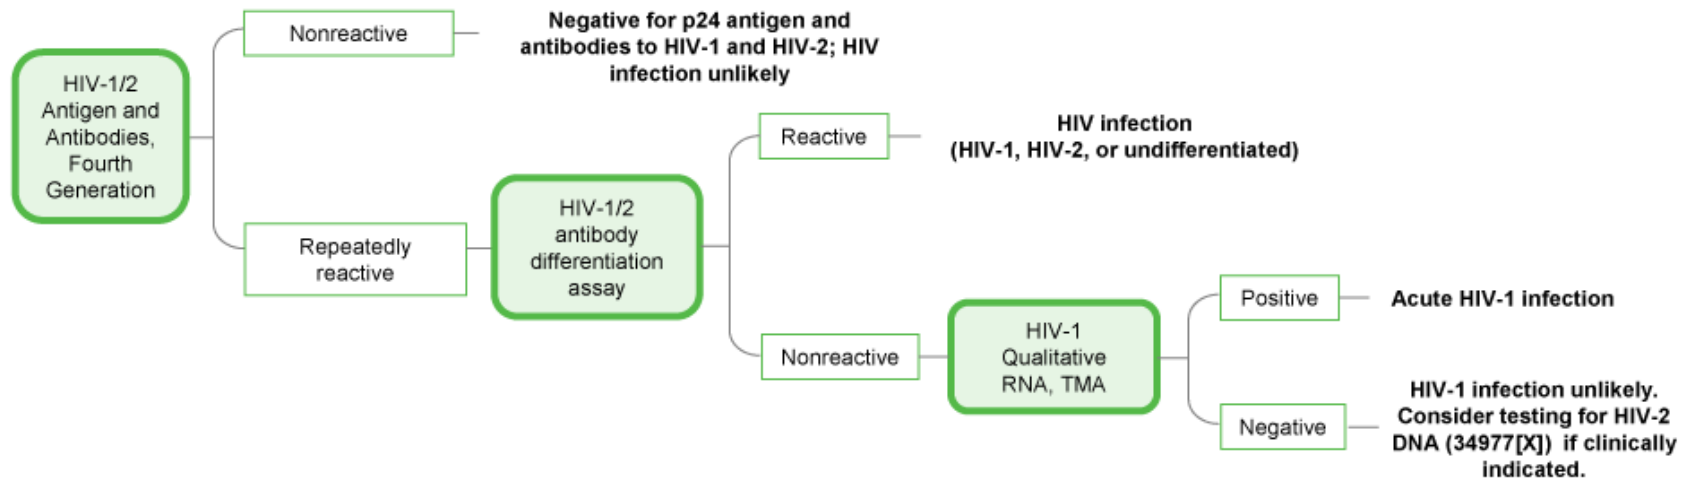 HIV-1/2
Antigen and
Antibodies,
Fourth
Generation
Nonreactive
Negative for p24 antigen and
antibodies to HIV-1 and HIV-2; HIV
infection unlikely
Repeatedly
reactive
HIV-1/2
antibody
differentiation
assay
Reactive
HIV infection
(HIV-1, HIV-2, or undifferentiated)
Nonreactive
HIV-1
Qualitative
RNA, TMA
Positive
Acute HIV-1 infection
Negative
HIV-1 infection unlikely.
Consider testing for HIV-2
DNA (34977[X]) if clinically
indicated.